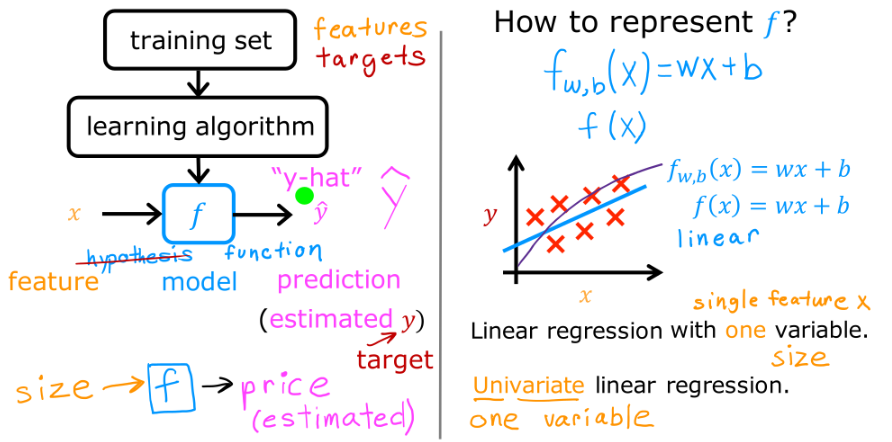 training set
features
targets
learning algorithm
"y-hat"
ŷ
x
f
ŷ
hypothesis
function
feature
model
prediction
(estimated y)
target
size → f → price
(estimated)
How to represent f?
f_{w,b}(x) = wx + b
f(x)
y
x
f_{w,b}(x) = wx + b
f(x) = wx + b
linear
single feature x
Linear regression with one variable.
size
Univariate linear regression.
one variable